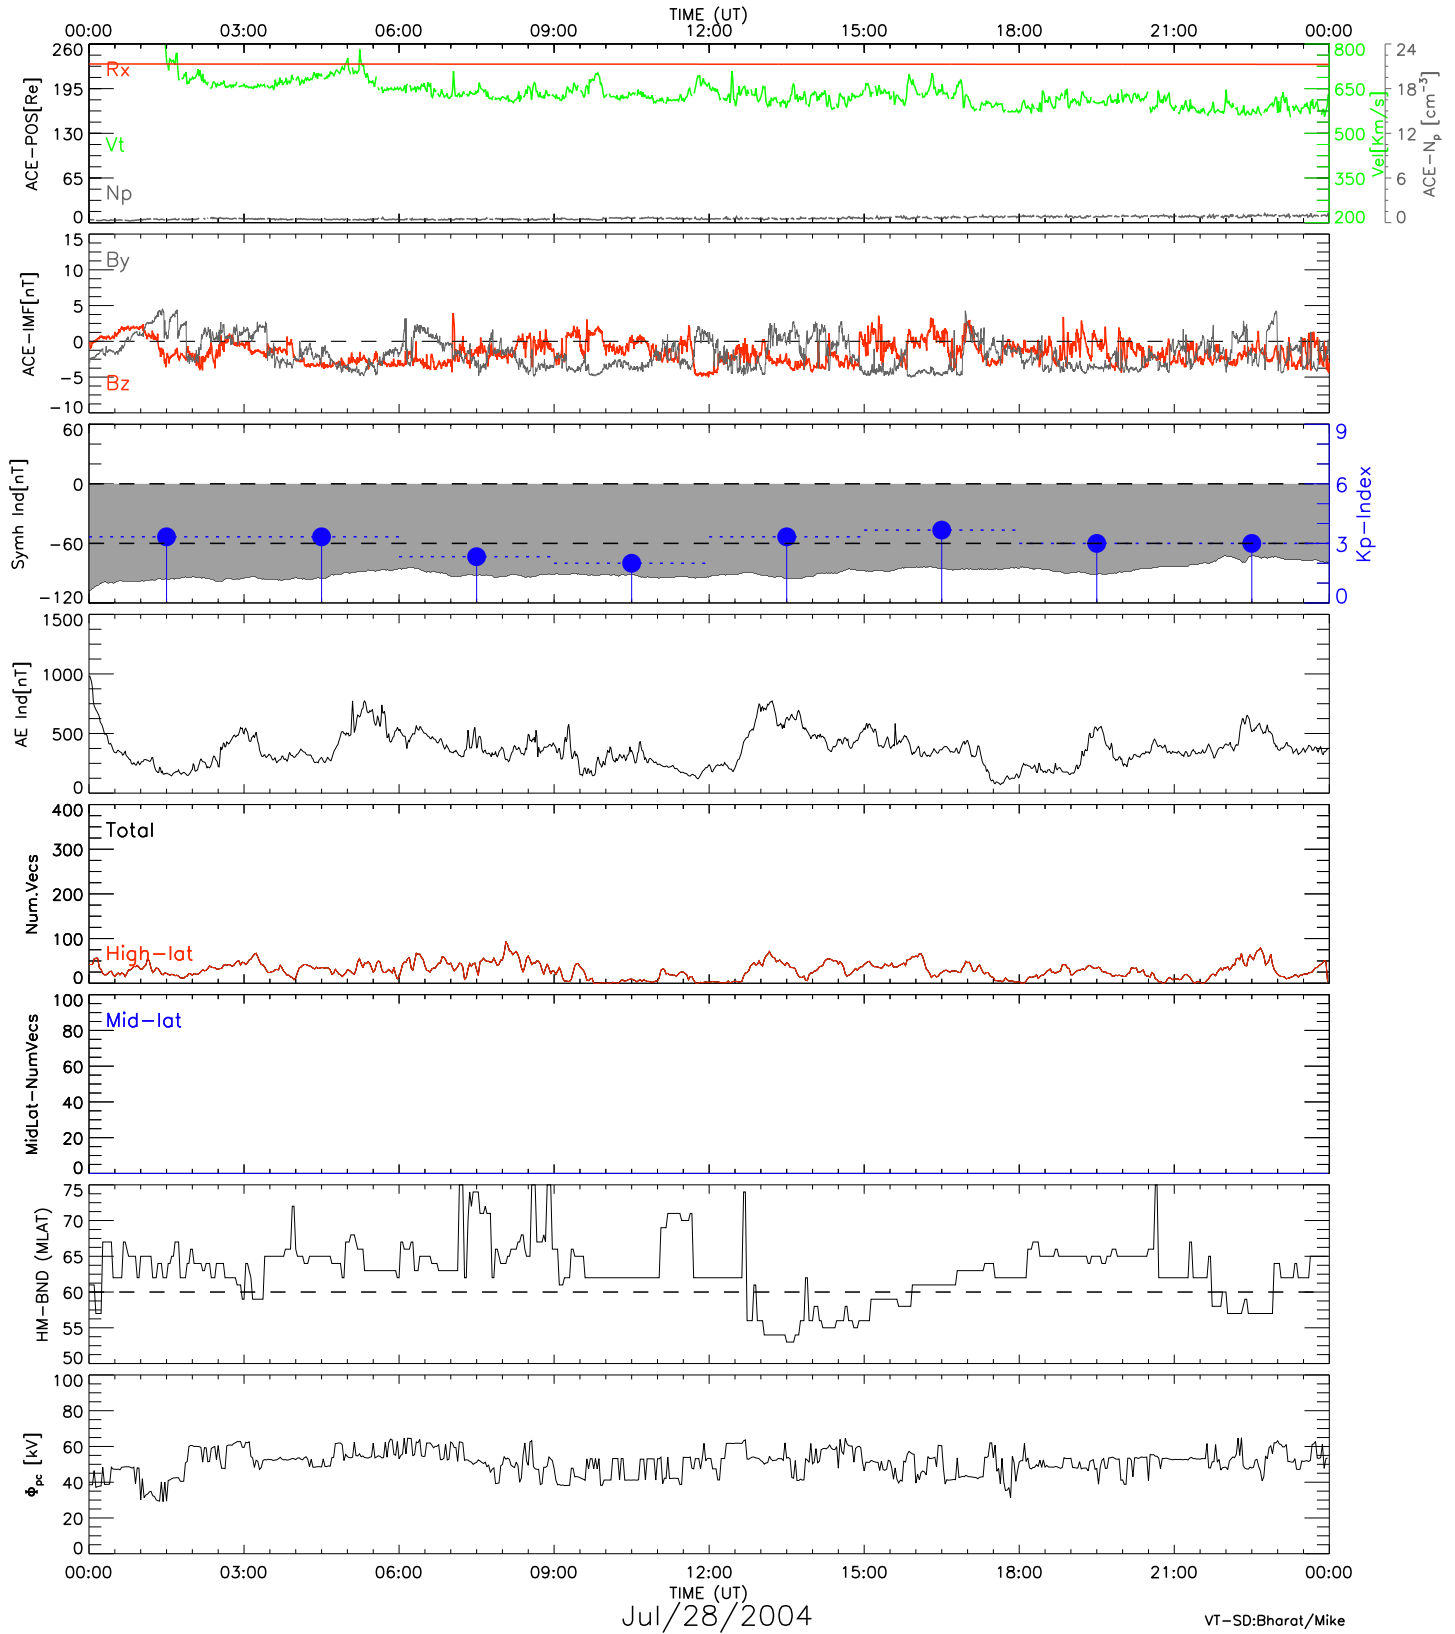 TIME (UT)
00:00 03:00 06:00 09:00 12:00 15:00 18:00 21:00 00:00
ACE-POS[Re]
260
195
130
65
0
Rx
Vt
Np
800
650
500
350
200
Vel[Km/s]
24
18
12
6
0
ACE-Np [cm-3]
ACE-IMF[nT]
15
10
5
0
-5
-10
By
Bz
Symh Ind[nT]
60
0
-60
-120
9
6
3
0
Kp-Index
AE Ind[nT]
1500
1000
500
0
Num.Vecs
400
300
200
100
0
Total
High-lat
MidLat-NumVecs
100
80
60
40
20
0
Mid-lat
HM-BND (MLAT)
75
70
65
60
55
50
Φpc [kV]
100
80
60
40
20
0
00:00 03:00 06:00 09:00 12:00 15:00 18:00 21:00 00:00
TIME (UT)
Jul/28/2004
VT-SD:Bharat/Mike